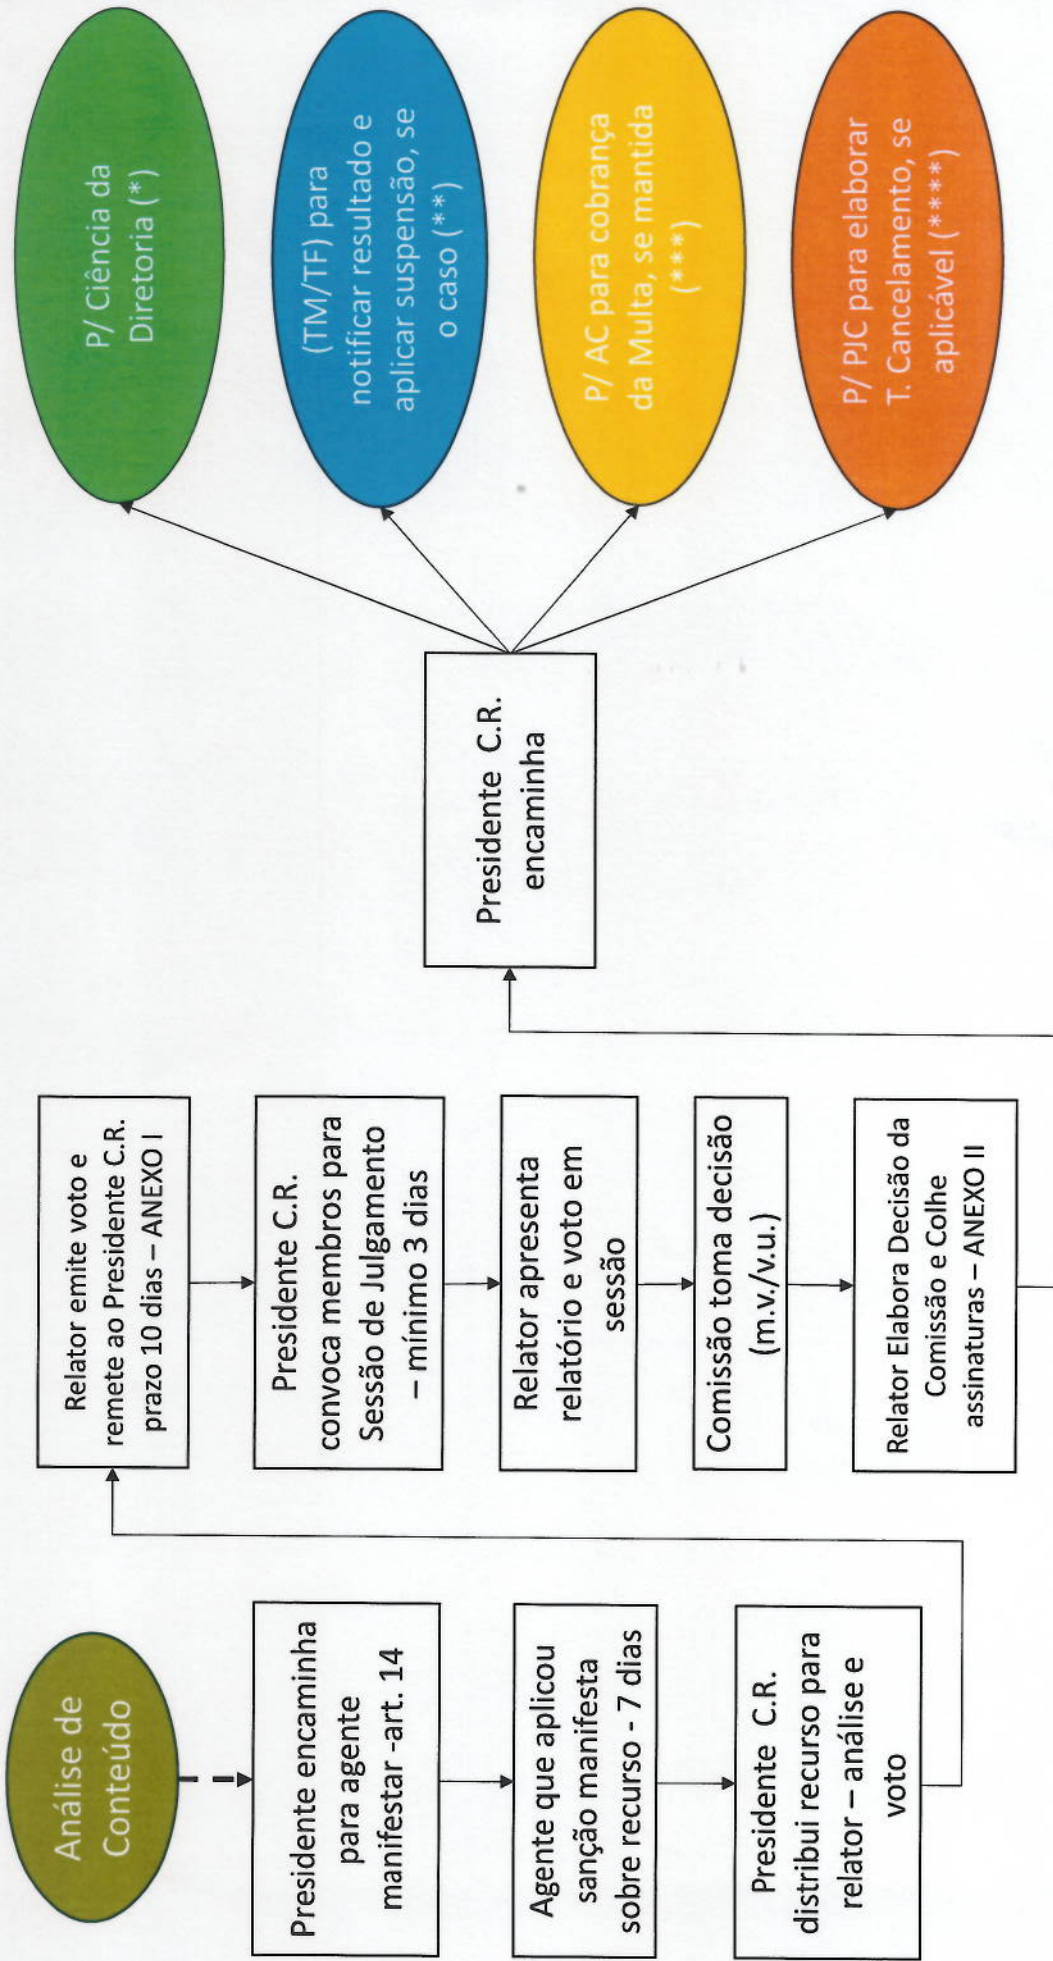 Análise de
Conteúdo
Presidente encaminha
para agente
manifestar -art. 14
Agente que aplicou
sanção manifesta
sobre recurso - 7 dias
Presidente C.R.
distribui recurso para
relator – análise e
voto
Relator emite voto e
remete ao Presidente C.R.
prazo 10 dias – ANEXO I
Presidente C.R.
convoca membros para
Sessão de Julgamento
– mínimo 3 dias
Relator apresenta
relatório e voto em
sessão
Comissão toma decisão
(m.v./v.u.)
Relator Elabora Decisão da
Comissão e Colhe
assinaturas – ANEXO II
Presidente C.R.
encaminha
P/ Ciência da
Diretoria (*)
(TM/TF) para
notificar resultado e
aplicar suspensão, se
o caso (**)
P/ AC para cobrança
da Multa, se mantida
(***)
P/ PJC para elaborar
T. Cancelamento, se
aplicável (****)